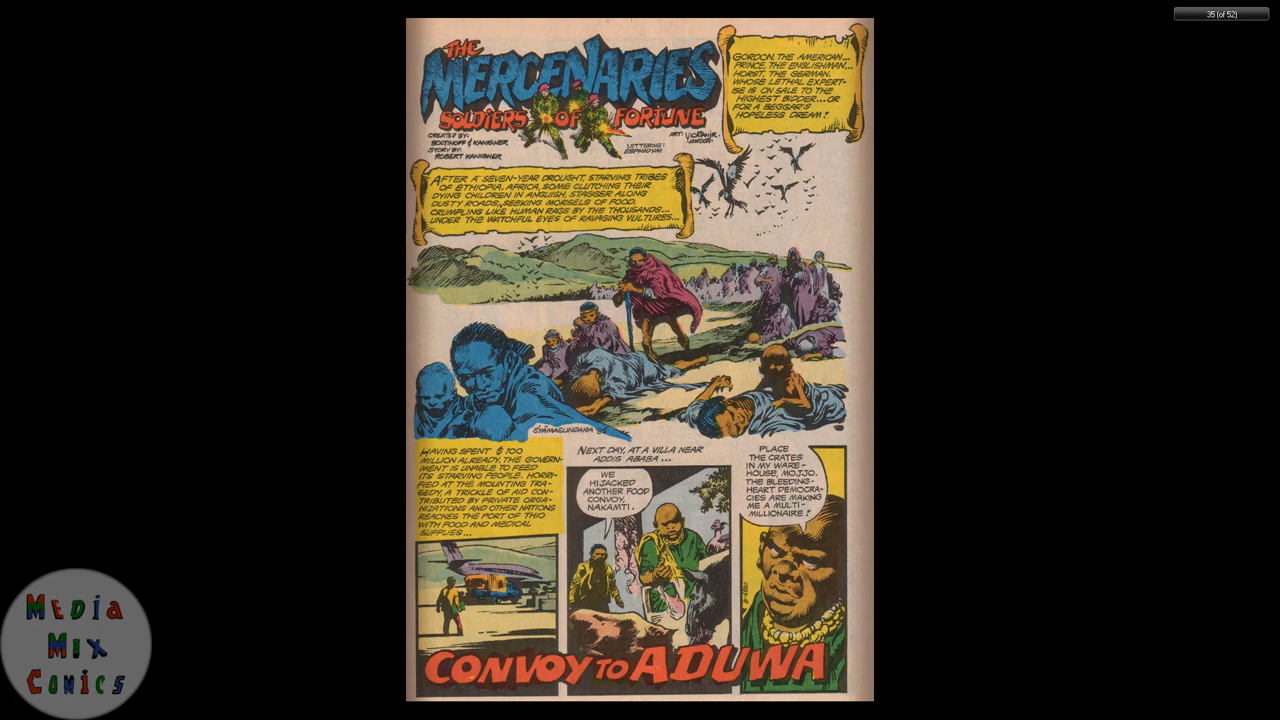 35 (of 52)
THE
MERCENARIES
SOLDIERS OF FORTUNE
CREATED BY:
BOLTINOFF & KANIGHER
STORY BY:
ROBERT KANIGHER
ART:
LETTERING:
ESPHIDYM
GORDON, THE AMERICAN...
PRINCE, THE ENGLISHMAN...
HORST, THE GERMAN,
WHOSE LETHAL EXPERT-
ISE IS ON SALE TO THE
HIGHEST BIDDER...OR
FOR A BEGGAR'S
HOPELESS DREAM!
AFTER A SEVEN-YEAR DROUGHT, STARVING TRIBES
OF ETHIOPIA, AFRICA, SOME CLUTCHING THEIR
DYING CHILDREN IN ANGUISH, STAGGER ALONG
DUSTY ROADS, SEEKING MORSELS OF FOOD,
CRUMPLING LIKE HUMAN RAGS BY THE THOUSANDS...
UNDER THE WATCHFUL EYES OF RAVAGING VULTURES...
SYAMASUNDARA
HAVING SPENT $100
MILLION ALREADY, THE GOVERN-
MENT IS UNABLE TO FEED
ITS STARVING PEOPLE. HORRI-
FIED AT THE MOUNTING TRA-
GEDY, A TRICKLE OF AID CON-
TRIBUTED BY PRIVATE ORGA-
NIZATIONS AND OTHER NATIONS
REACHES THE PORT OF THIO
WITH FOOD AND MEDICAL
SUPPLIES...
NEXT DAY, AT A VILLA NEAR
ADDIS ABABA...
WE
HIJACKED
ANOTHER FOOD
CONVOY,
NAKAMTI.
PLACE
THE CRATES
IN MY WARE-
HOUSE, MOJJO.
THE BLEEDING-
HEART DEMOCRA-
CIES ARE MAKING
ME A MULTI-
MILLIONAIRE!
CONVOY TO ADUWA
MEDIA
MIX
COMICS